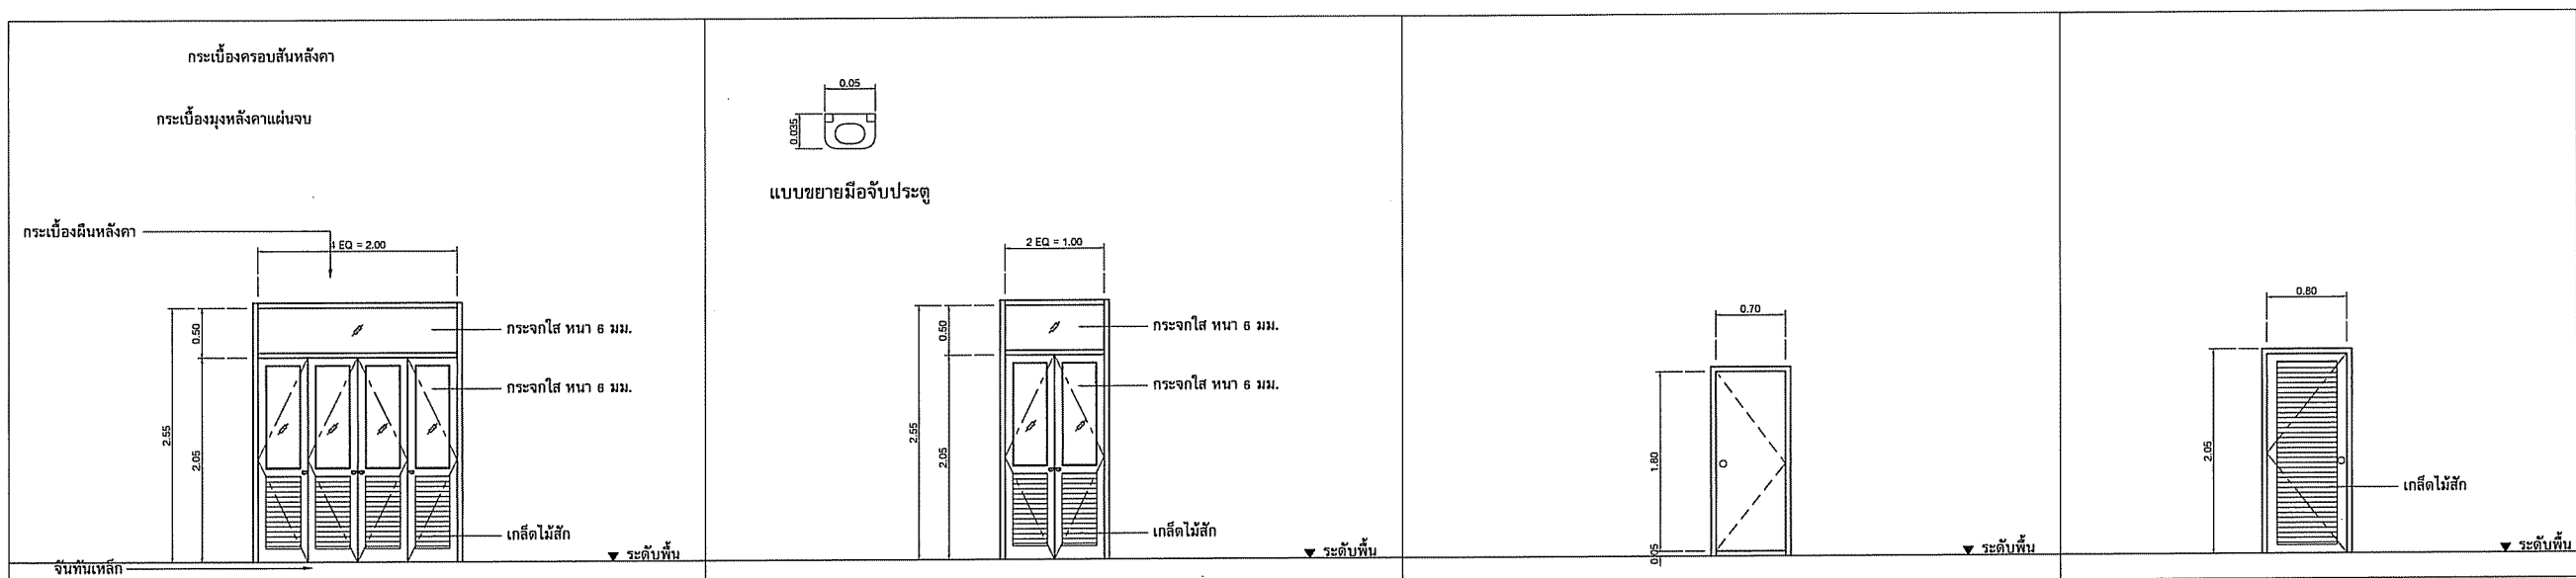 กระเบื้องครอบสันหลังคา
กระเบื้องมุงหลังคาแผ่นจบ
กระเบื้องผืนหลังคา
4 EQ = 2.00
กระจกใส หนา 6 มม.
กระจกใส หนา 6 มม.
0.50
2.55
2.05
เกล็ดไม้สัก
ระดับพื้น
จันทันเหล็ก
0.05
0.035
แบบขยายมือจับประตู
2 EQ = 1.00
กระจกใส หนา 6 มม.
กระจกใส หนา 6 มม.
0.50
2.55
2.05
เกล็ดไม้สัก
ระดับพื้น
0.70
1.80
0.05
ระดับพื้น
0.80
2.05
เกล็ดไม้สัก
ระดับพื้น